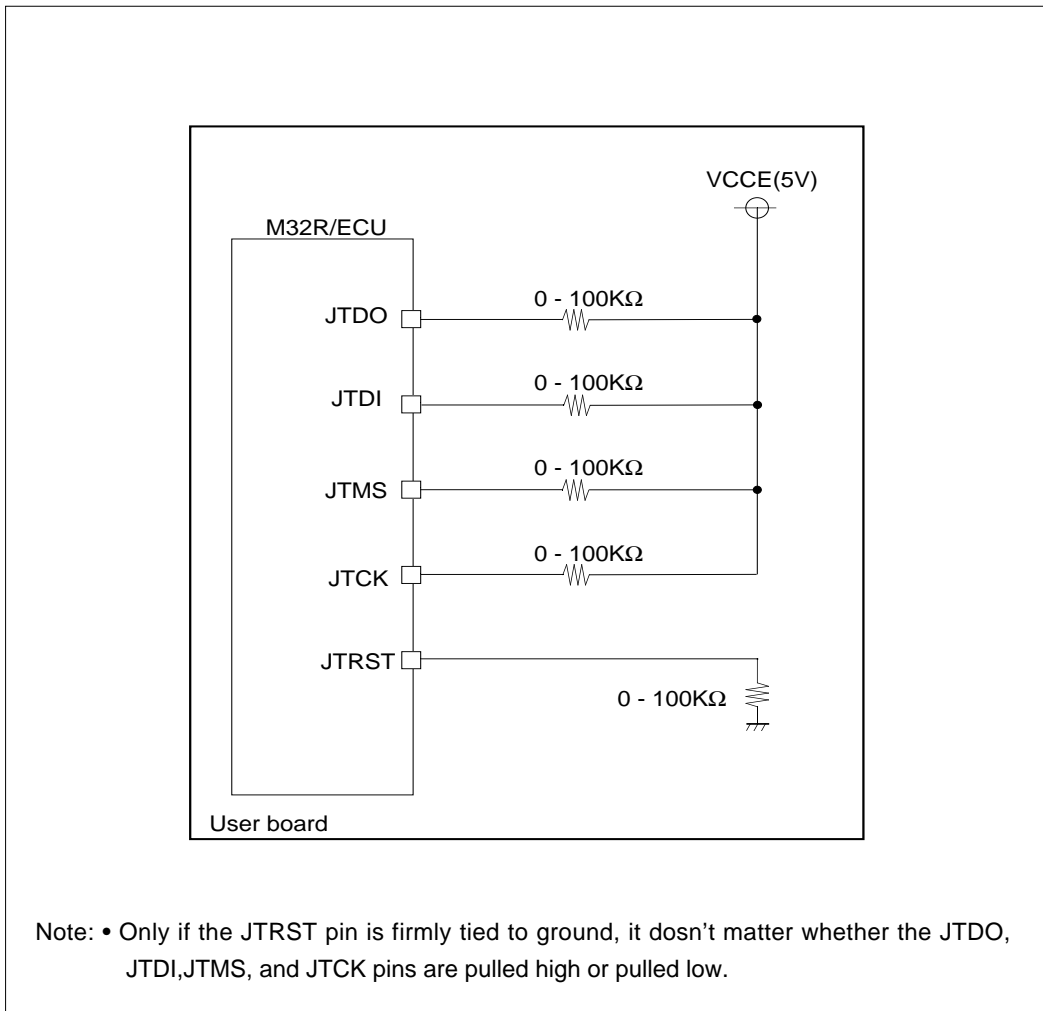 VCCE(5V)
M32R/ECU
0 - 100KΩ
JTDO
0 - 100KΩ
JTDI
0 - 100KΩ
JTMS
0 - 100KΩ
JTCK
JTRST
0 - 100KΩ
User board
Note: • Only if the JTRST pin is firmly tied to ground, it dosn't matter whether the JTDO,
JTDI,JTMS, and JTCK pins are pulled high or pulled low.